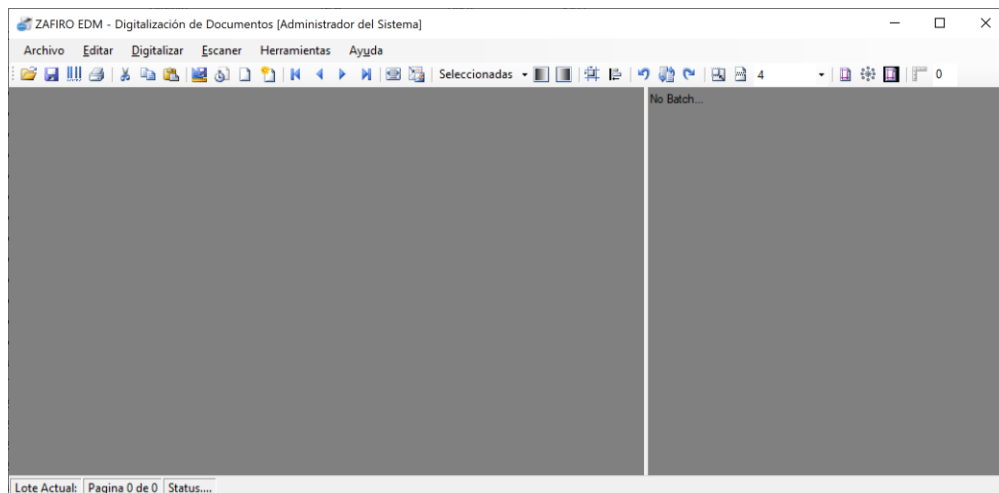 ZAFIRO EDM - Digitalización de Documentos [Administrador del Sistema]
Archivo Editar Digitalizar Escaner Herramientas Ayuda
Seleccionadas 4 0
No Batch...
Lote Actual: Pagina 0 de 0 Status....